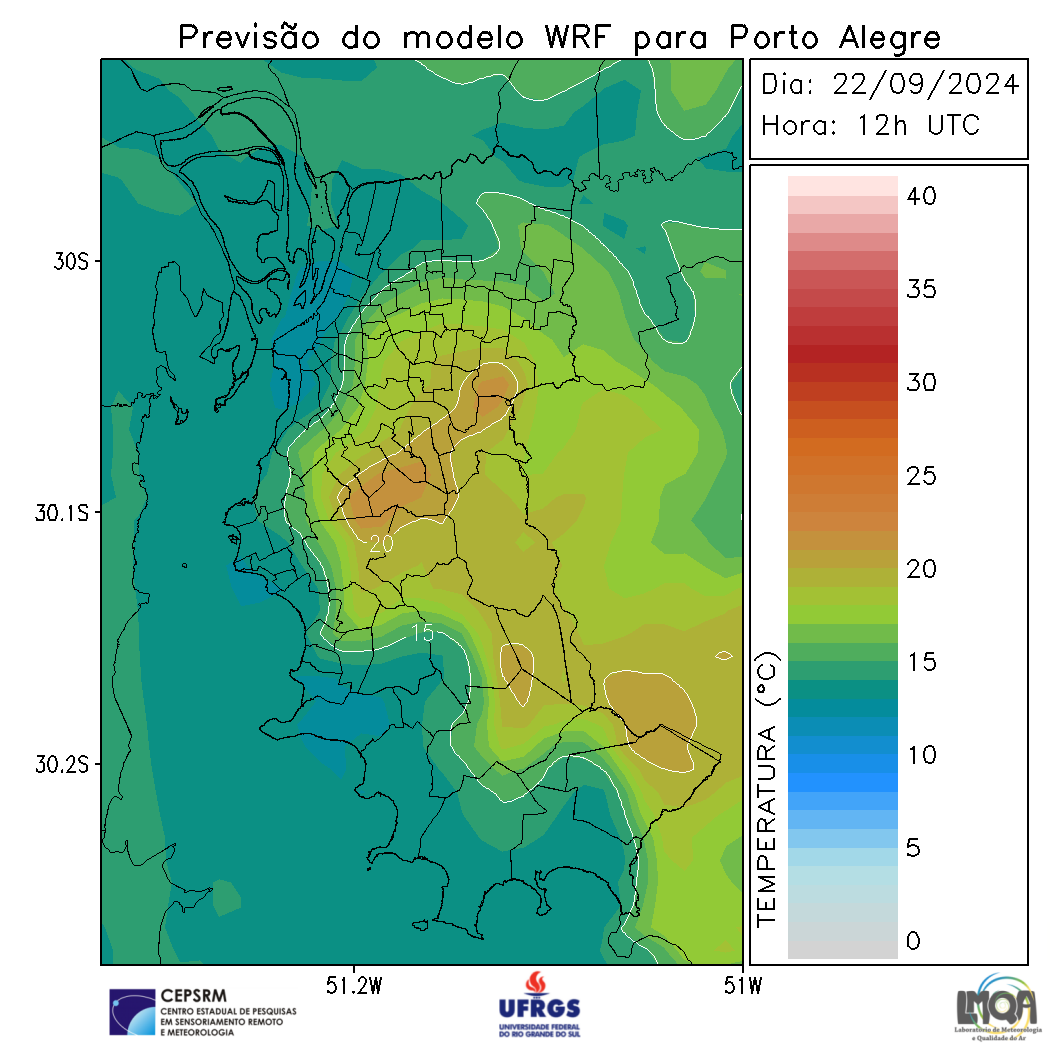 Previsão do modelo WRF para Porto Alegre
Dia: 22/09/2024
Hora: 12h UTC
30S
30.1S
30.2S
51.2W
51W
20
15
TEMPERATURA (°C)
40
35
30
25
20
15
10
5
0
CEPSRM
CENTRO ESTADUAL DE PESQUISAS
EM SENSORIAMENTO REMOTO
E METEOROLOGIA
UFRGS
UNIVERSIDADE FEDERAL
DO RIO GRANDE DO SUL
LMQA
Laboratório de Meteorologia
e Qualidade do Ar